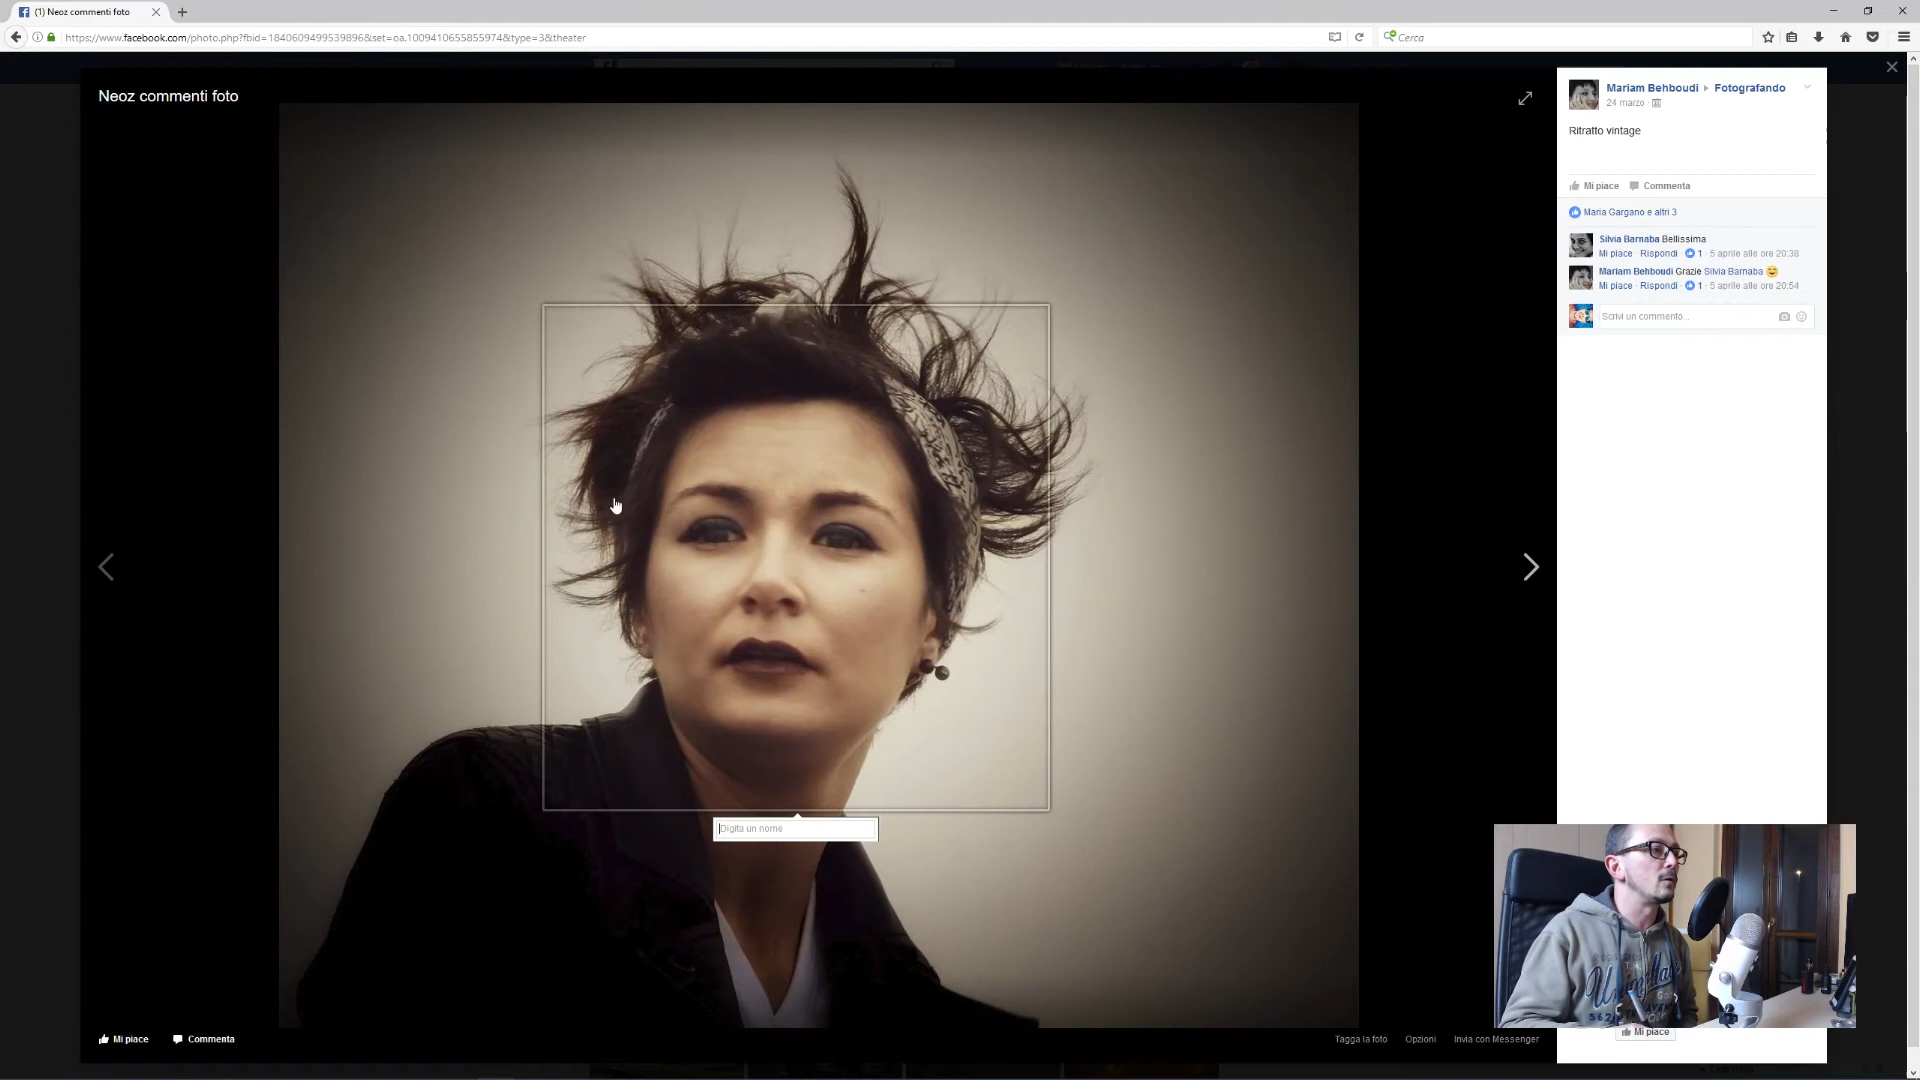 (1) Neoz commenti foto
https://www.facebook.com/photo.php?fbid=1840609499539896&set=oa.1009410655855974&type=3&theater
Cerca
Neoz commenti foto
Mariam Behboudi ▸ Fotografando
24 marzo ·
Ritratto vintage
Mi piace Commenta
Maria Gargano e altri 3
Silvia Barnaba Bellissima
Mi piace · Rispondi · 1 · 5 aprile alle ore 20:38
Mariam Behboudi Grazie Silvia Barnaba 😄
Mi piace · Rispondi · 1 · 5 aprile alle ore 20:54
Scrivi un commento...
Digita un nome
Mi piace Commenta
Tagga la foto Opzioni Invia con Messenger
Mi piace